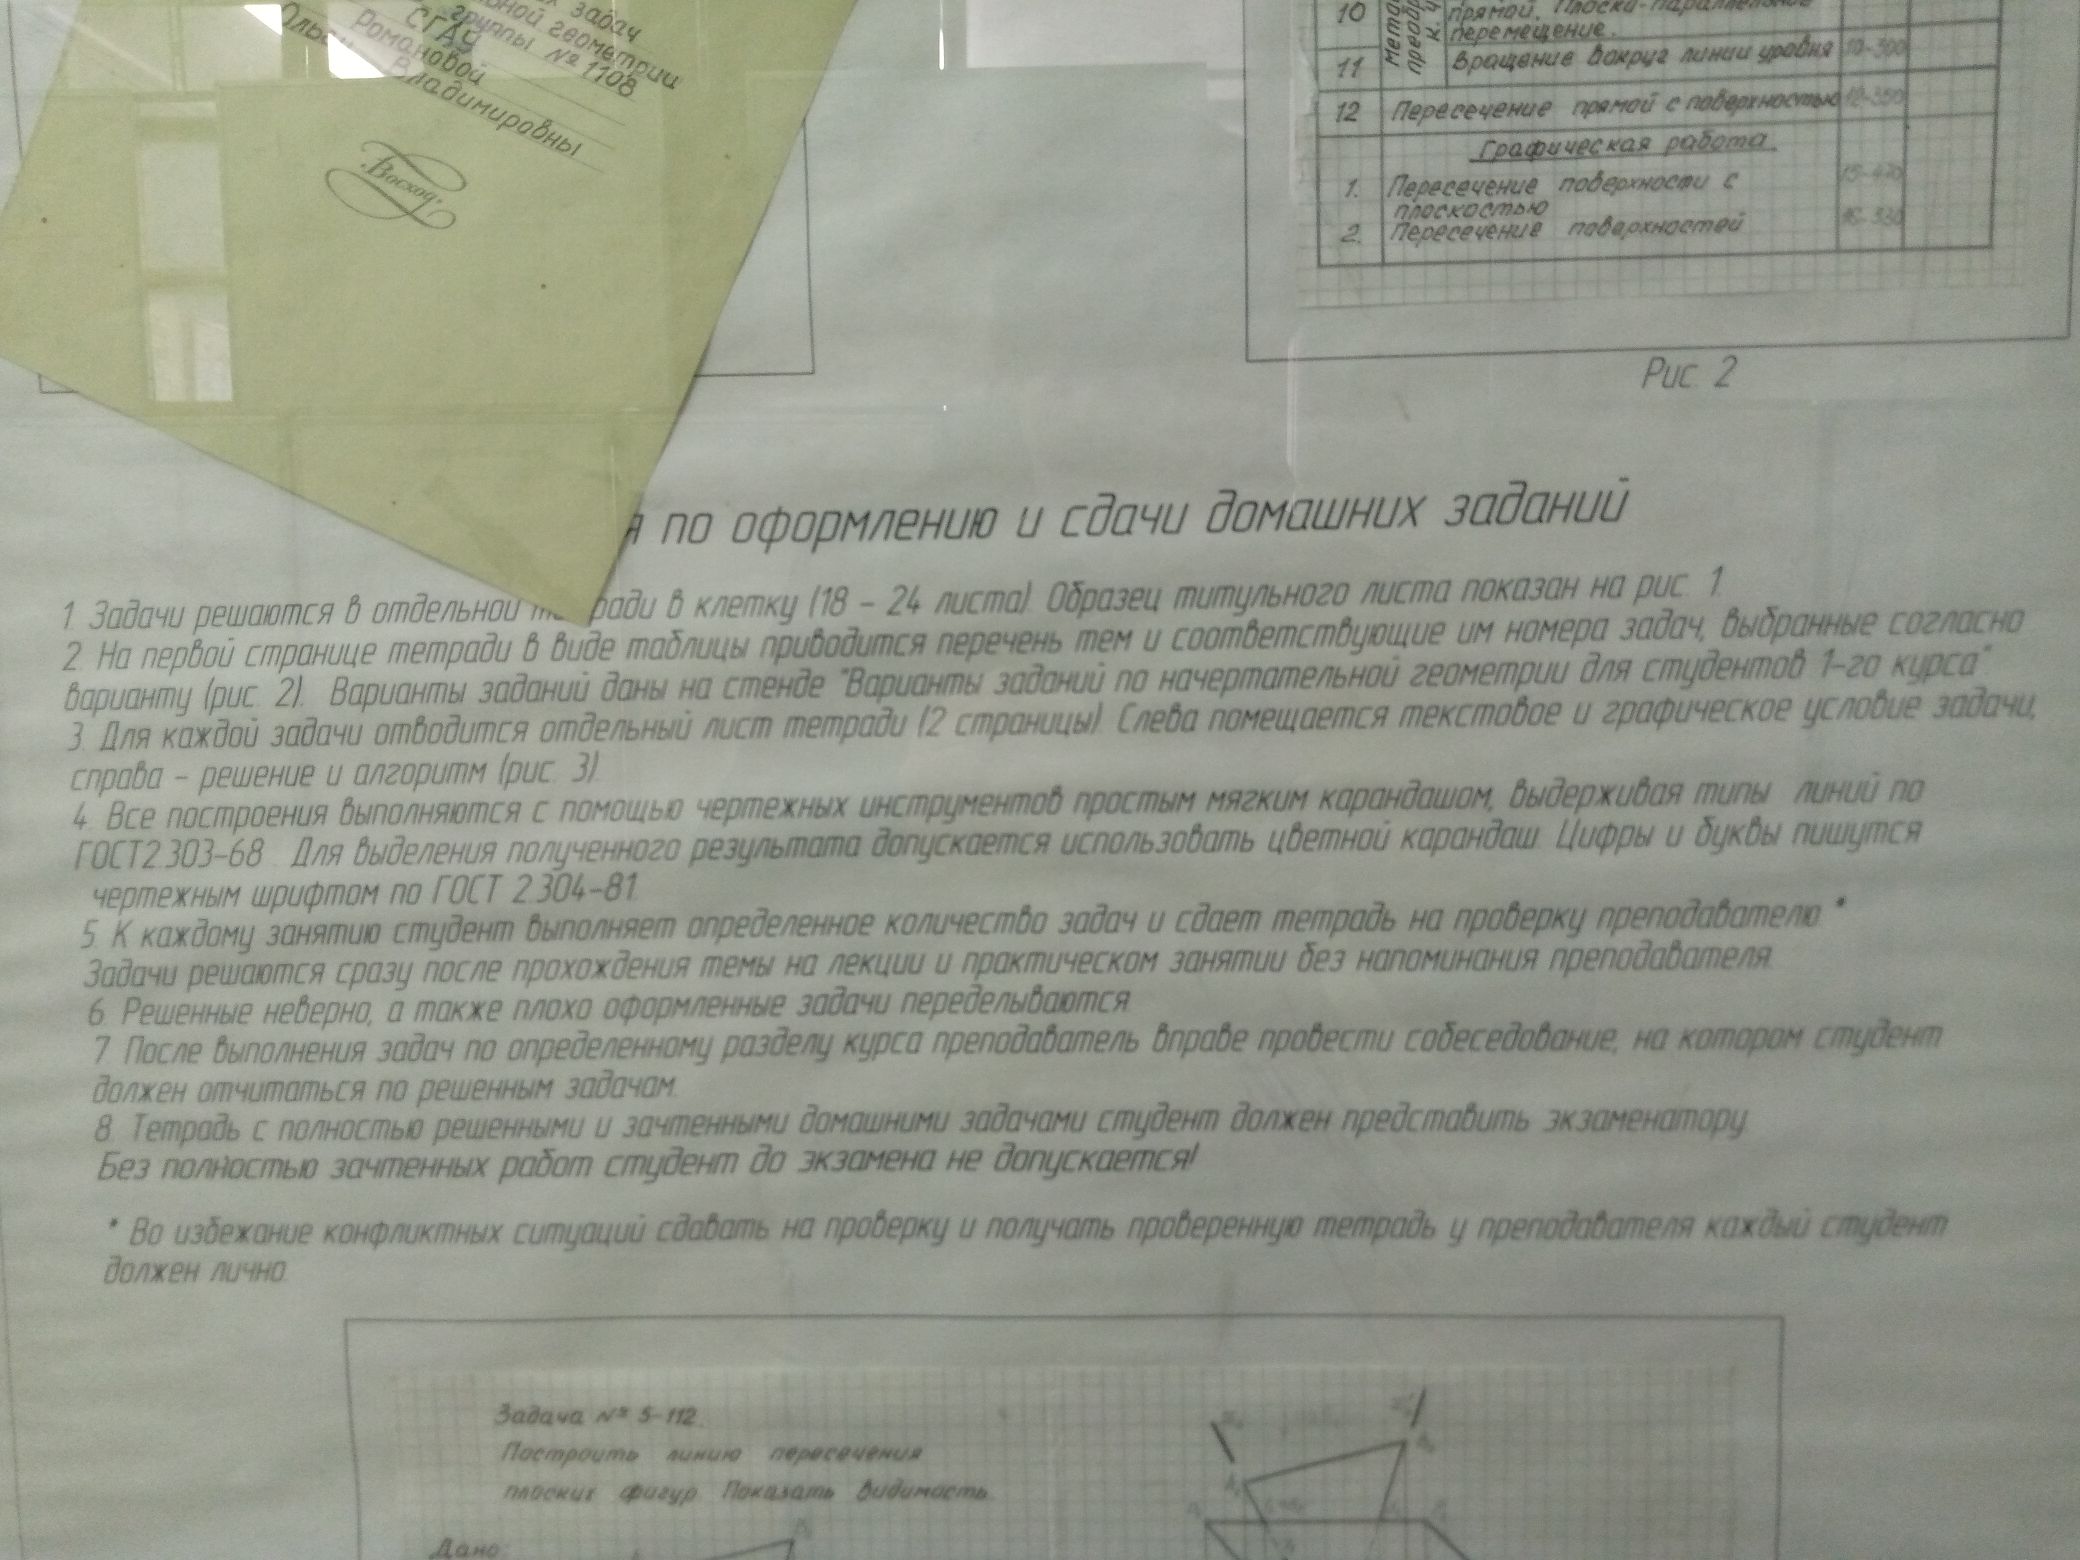 задач
геометрии
группы № 1108
СГАУ
Романовой
Владимировны
"Восход"
10
прямой. Плоско-параллельное
перемещение.
11 Вращение вокруг линии уровня 10-300
12 Пересечение прямой с поверхностью 12-350
Графическая работа
1. Пересечение поверхности с
плоскостью
2. Пересечение поверхностей
Рис. 2
я по оформлению и сдачи домашних заданий
1. Задачи решаются в отдельной т ради в клетку (18 – 24 листа). Образец титульного листа показан на рис. 1.
2. На первой странице тетради в виде таблицы приводится перечень тем и соответствующие им номера задач, выбранные согласно
варианту (рис. 2). Варианты заданий даны на стенде "Варианты заданий по начертательной геометрии для студентов 1-го курса".
3. Для каждой задачи отводится отдельный лист тетради (2 страницы). Слева помещается текстовое и графическое условие задачи,
справа – решение и алгоритм (рис. 3).
4. Все построения выполняются с помощью чертежных инструментов простым мягким карандашом, выдерживая типы линий по
ГОСТ2.303-68 . Для выделения полученного результата допускается использовать цветной карандаш. Цифры и буквы пишутся
чертежным шрифтом по ГОСТ 2.304-81.
5. К каждому занятию студент выполняет определенное количество задач и сдает тетрадь на проверку преподавателю.*
Задачи решаются сразу после прохождения темы на лекции и практическом занятии без напоминания преподавателя.
6. Решенные неверно, а также плохо оформленные задачи переделываются.
7. После выполнения задач по определенному разделу курса преподаватель вправе провести собеседование, на котором студент
должен отчитаться по решенным задачам.
8. Тетрадь с полностью решенными и зачтенными домашними задачами студент должен представить экзаменатору.
Без полностью зачтенных работ студент до экзамена не допускается!
* Во избежание конфликтных ситуаций сдавать на проверку и получать проверенную тетрадь у преподавателя каждый студент
должен лично.
Задача № 5-112.
Построить линию пересечения
плоских фигур. Показать видимость.
Дано